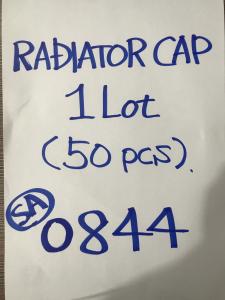 RADIATOR CAP
1 Lot
(50 pcs).
SA
0844